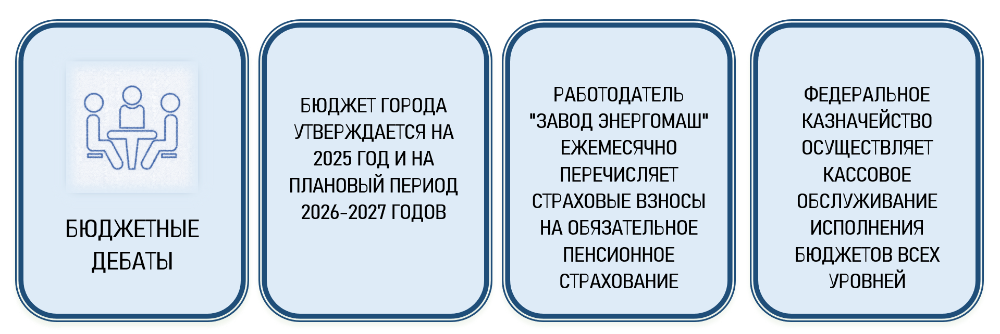 БЮДЖЕТНЫЕ
ДЕБАТЫ
БЮДЖЕТ ГОРОДА
УТВЕРЖДАЕТСЯ НА
2025 ГОД И НА
ПЛАНОВЫЙ ПЕРИОД
2026-2027 ГОДОВ
РАБОТОДАТЕЛЬ
"ЗАВОД ЭНЕРГОМАШ"
ЕЖЕМЕСЯЧНО
ПЕРЕЧИСЛЯЕТ
СТРАХОВЫЕ ВЗНОСЫ
НА ОБЯЗАТЕЛЬНОЕ
ПЕНСИОННОЕ
СТРАХОВАНИЕ
ФЕДЕРАЛЬНОЕ
КАЗНАЧЕЙСТВО
ОСУЩЕСТВЛЯЕТ
КАССОВОЕ
ОБСЛУЖИВАНИЕ
ИСПОЛНЕНИЯ
БЮДЖЕТОВ ВСЕХ
УРОВНЕЙ